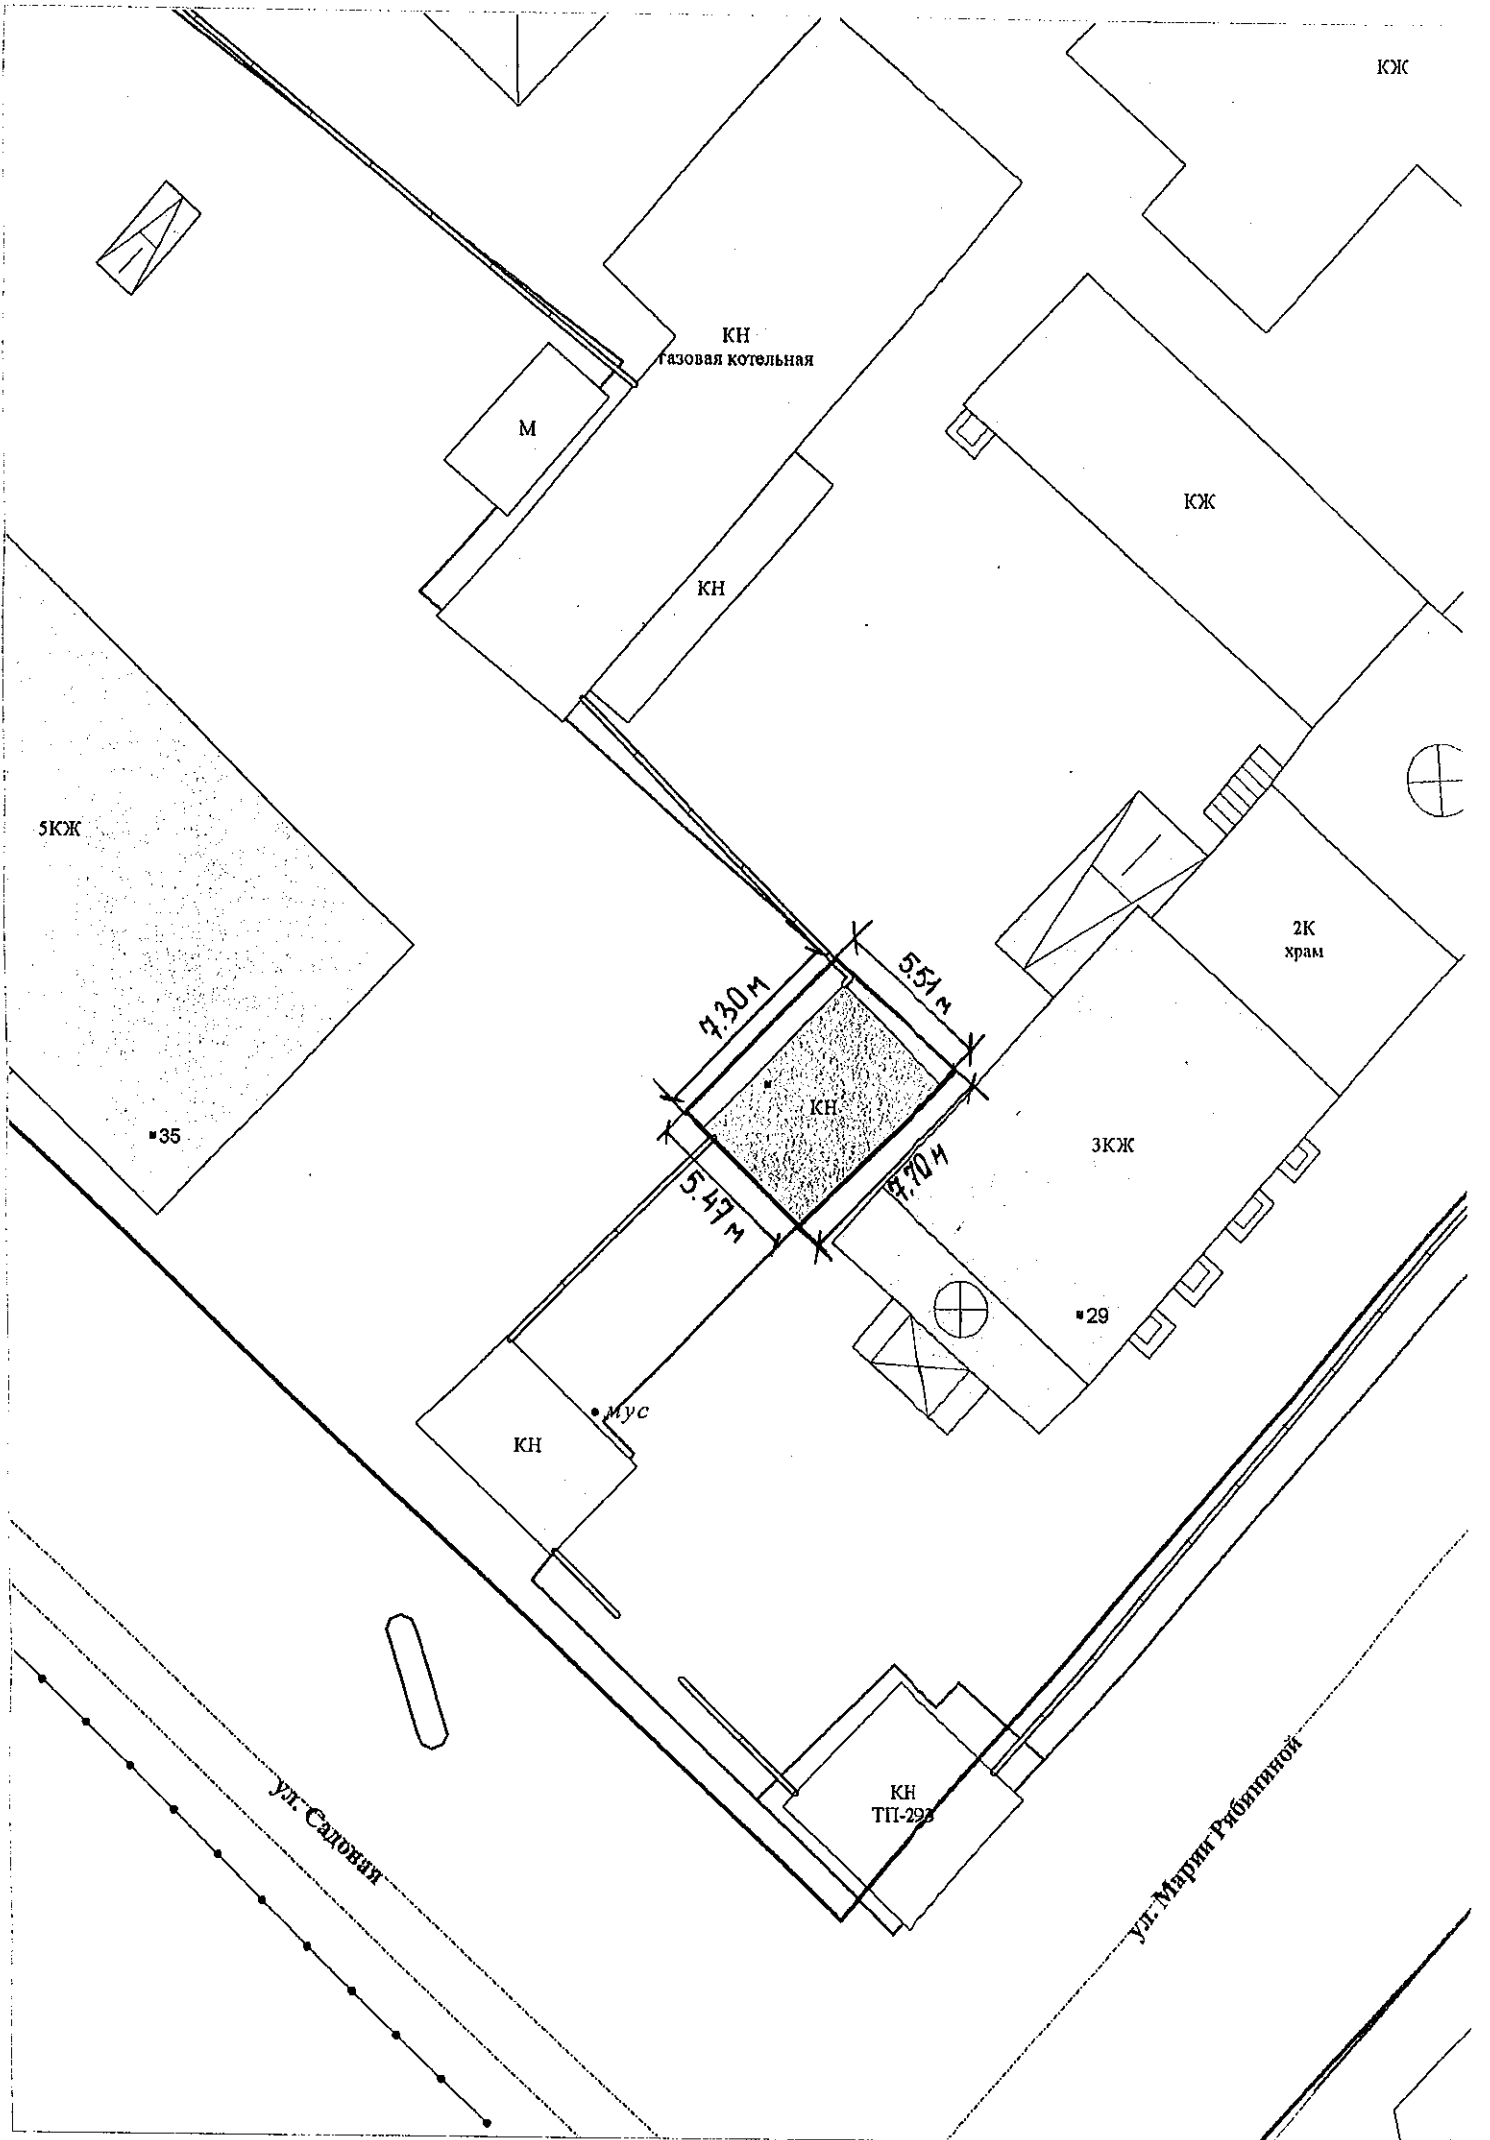 КЖ
КН
газовая котельная
М
КЖ
КН
5КЖ
2К
храм
5.51 м
7.30 м
КН
■35
3КЖ
7.70 м
5.47 м
■29
•мус
КН
ул. Садовая
КН
ТП-293
ул. Марии Рябининой